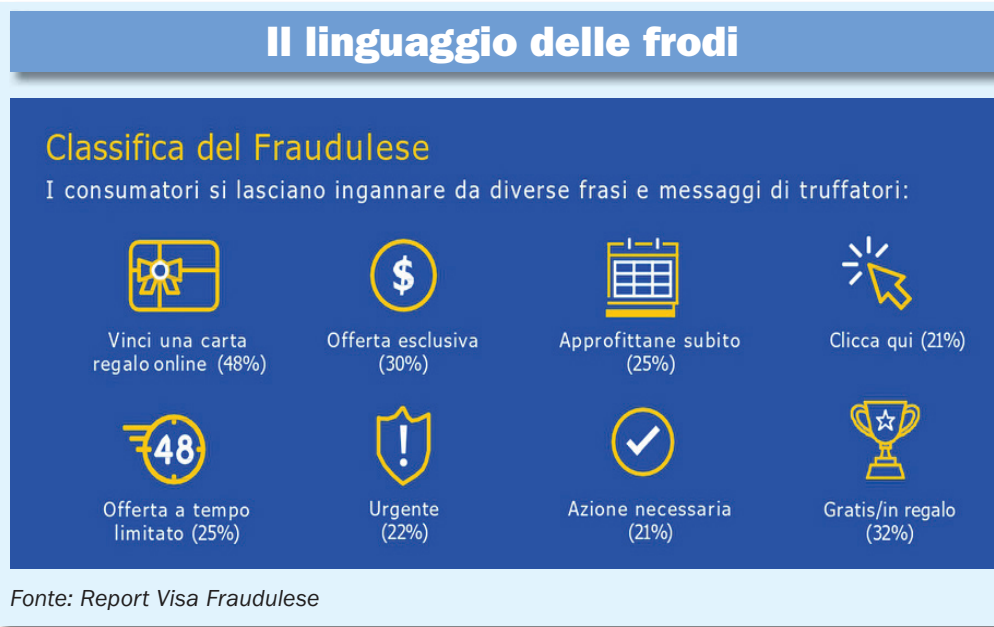 Il linguaggio delle frodi
Classifica del Fraudulese
I consumatori si lasciano ingannare da diverse frasi e messaggi di truffatori:
$
Vinci una carta
regalo online (48%)
Offerta esclusiva
(30%)
Approfittane subito
(25%)
Clicca qui (21%)
48
!
Offerta a tempo
limitato (25%)
Urgente
(22%)
Azione necessaria
(21%)
Gratis/in regalo
(32%)
Fonte: Report Visa Fraudulese